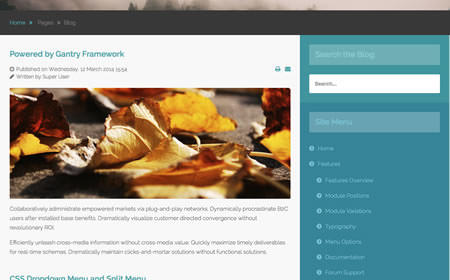 Home » Pages » Blog
Powered by Gantry Framework
Published on Wednesday, 12 March 2014 15:54
Written by Super User
Collaboratively administrate empowered markets via plug-and-play networks. Dynamically procrastinate B2C
users after installed base benefits. Dramatically visualize customer directed convergence without
revolutionary ROI.
Efficiently unleash cross-media information without cross-media value. Quickly maximize timely deliverables
for real-time schemas. Dramatically maintain clicks-and-mortar solutions without functional solutions.
CSS Dropdown Menu and Split Menu
Search the Blog
Search...
Site Menu
Home
Features
Features Overview
Module Positions
Module Variations
Typography
Menu Options
Documentation
Forum Support